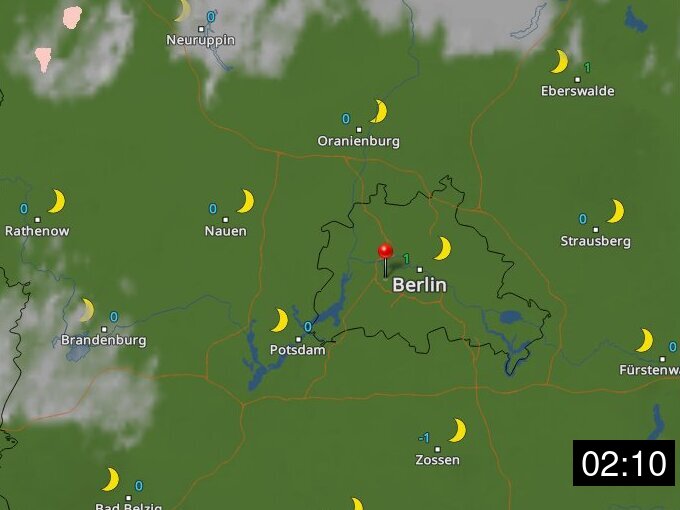 0
Neuruppin
1
Eberswalde
0
Oranienburg
0
Rathenow
0
Nauen
0
Strausberg
1
Berlin
0
Brandenburg
0
Potsdam
0
Fürstenwa
-1
Zossen
02:10
0
Bad Belzig